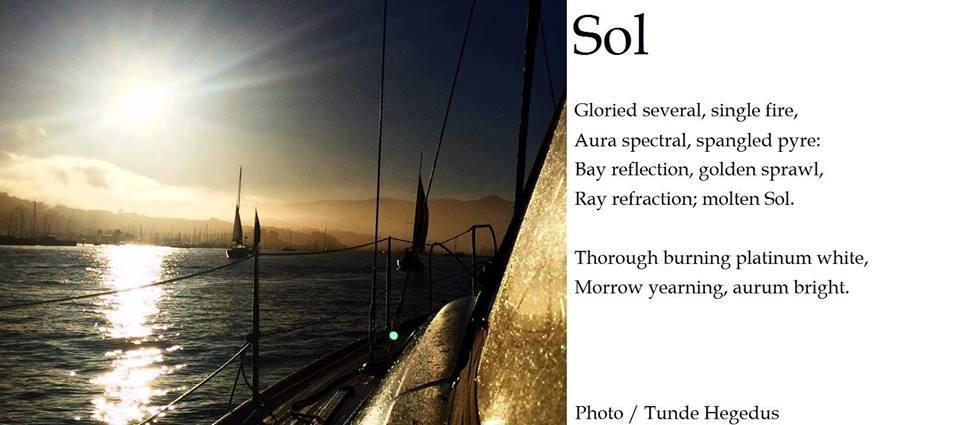 Sol
Gloried several, single fire,
Aura spectral, spangled pyre:
Bay reflection, golden sprawl,
Ray refraction; molten Sol.
Thorough burning platinum white,
Morrow yearning, aurum bright.
Photo / Tunde Hegedus